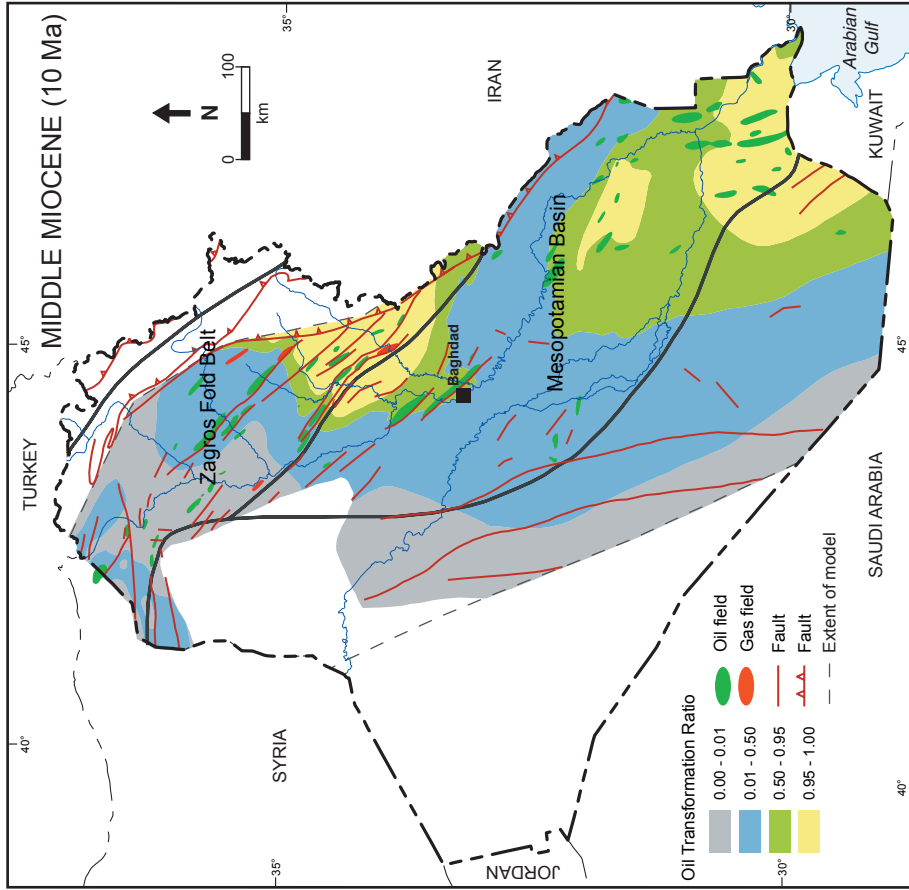 MIDDLE MIOCENE (10 Ma)
N
0
100
km
TURKEY
IRAN
SYRIA
JORDAN
SAUDI ARABIA
KUWAIT
Arabian
Gulf
Zagros Fold Belt
Mesopotamian Basin
Baghdad
35°
30°
45°
45°
40°
40°
35°
30°
Oil Transformation Ratio
0.00 - 0.01
0.01 - 0.50
0.50 - 0.95
0.95 - 1.00
Oil field
Gas field
Fault
Fault
Extent of model